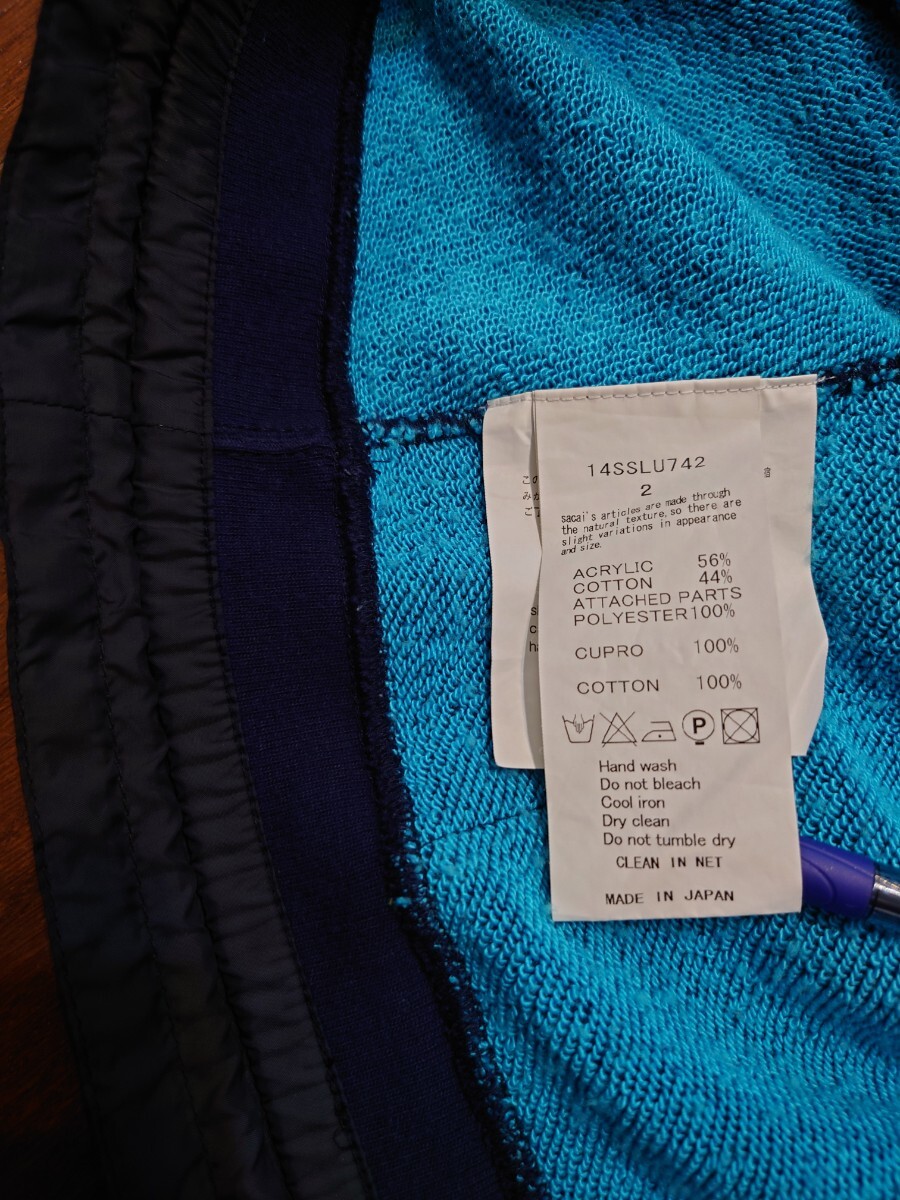 14SSLU742
2
sacai's articles are made through
the natural texture, so there are
slight variations in appearance
and size.
ACRYLIC 56%
COTTON 44%
ATTACHED PARTS
POLYESTER100%
CUPRO 100%
COTTON 100%
P
Hand wash
Do not bleach
Cool iron
Dry clean
Do not tumble dry
CLEAN IN NET
MADE IN JAPAN